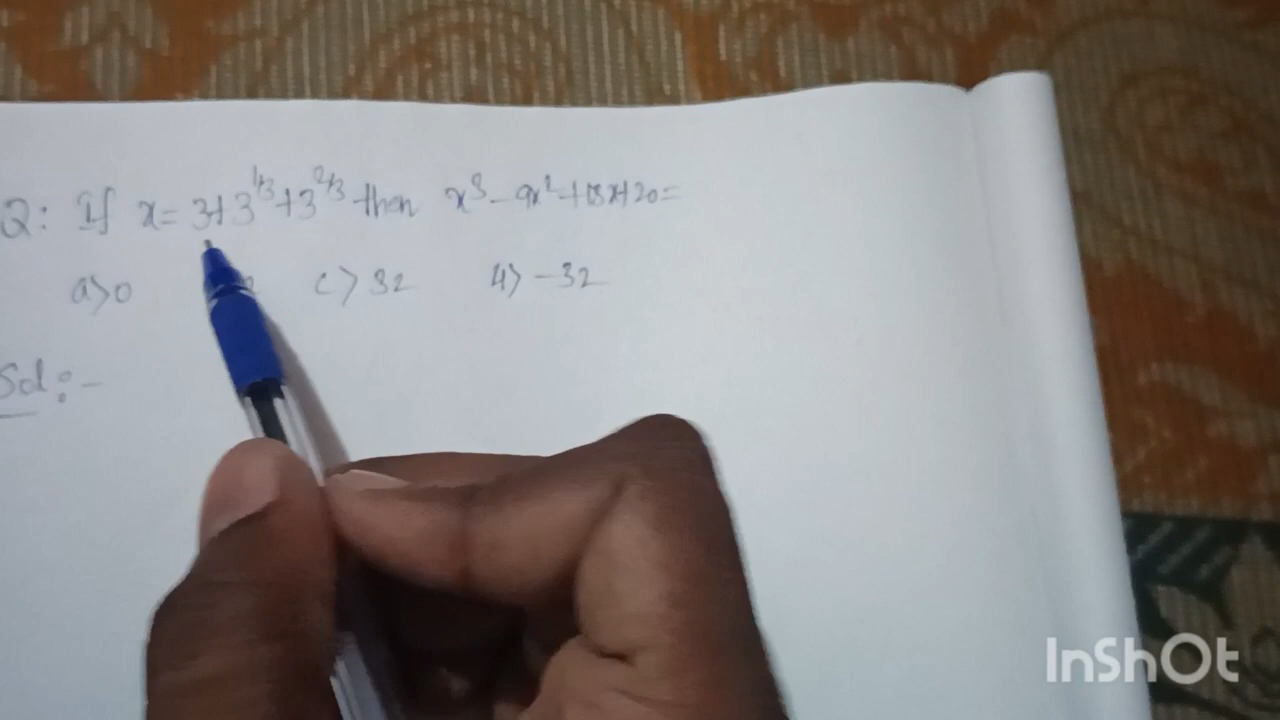 Q: If x = 3+3^1/3+3^2/3 then x^3-9x^2+18x+20=
a>0 c>32 4>-32
Sol:-
InShOt